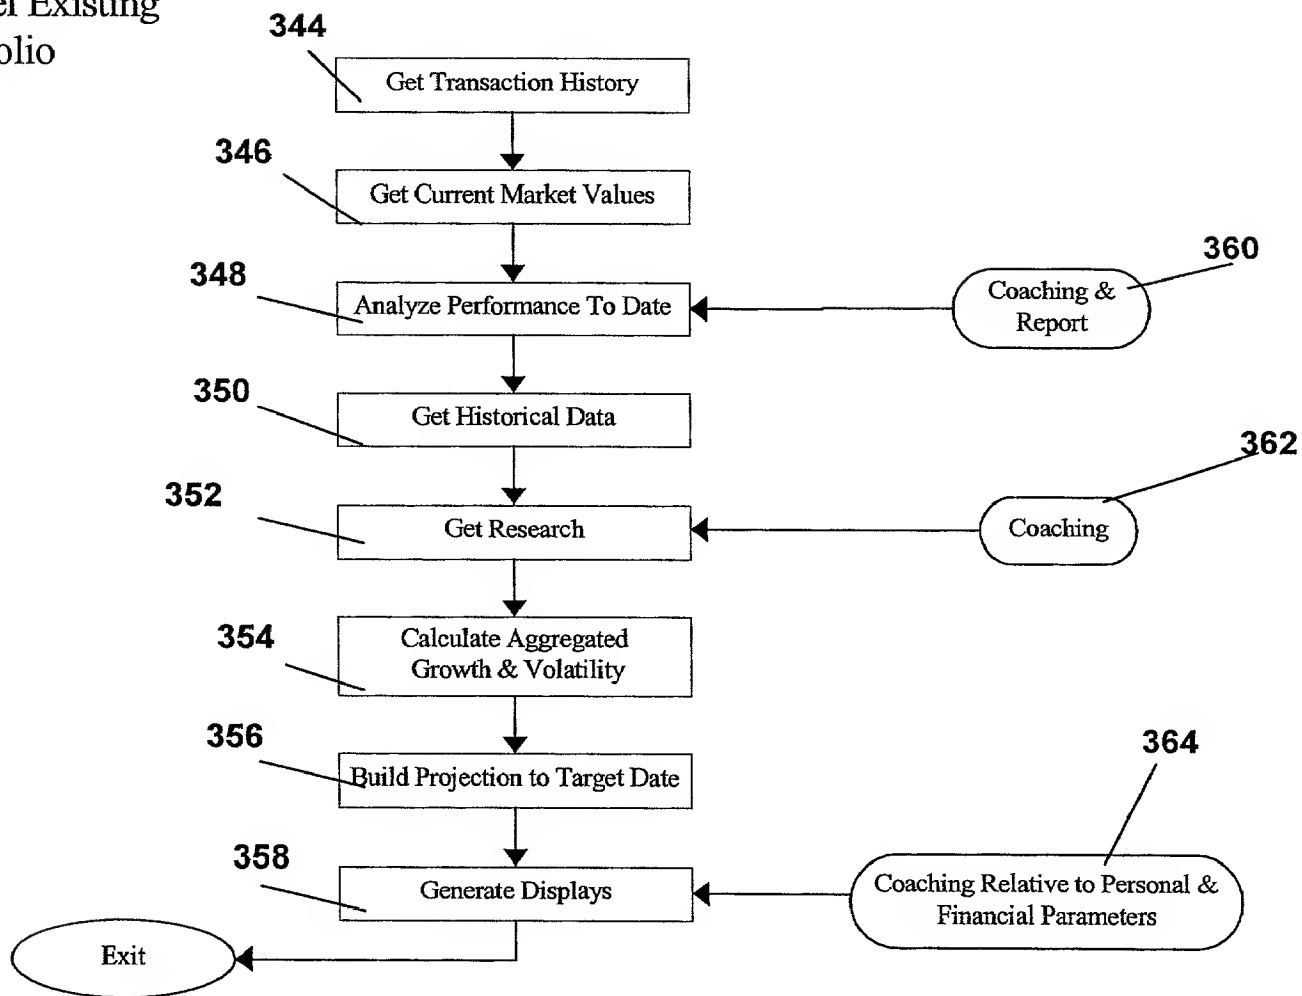 Existing
344
Get Transaction History
346
Get Current Market Values
348
Analyze Performance To Date
360
Coaching &
Report
350
Get Historical Data
362
352
Get Research
Coaching
354
Calculate Aggregated
Growth & Volatility
356
Build Projection to Target Date
364
358
Generate Displays
Coaching Relative to Personal &
Financial Parameters
Exit